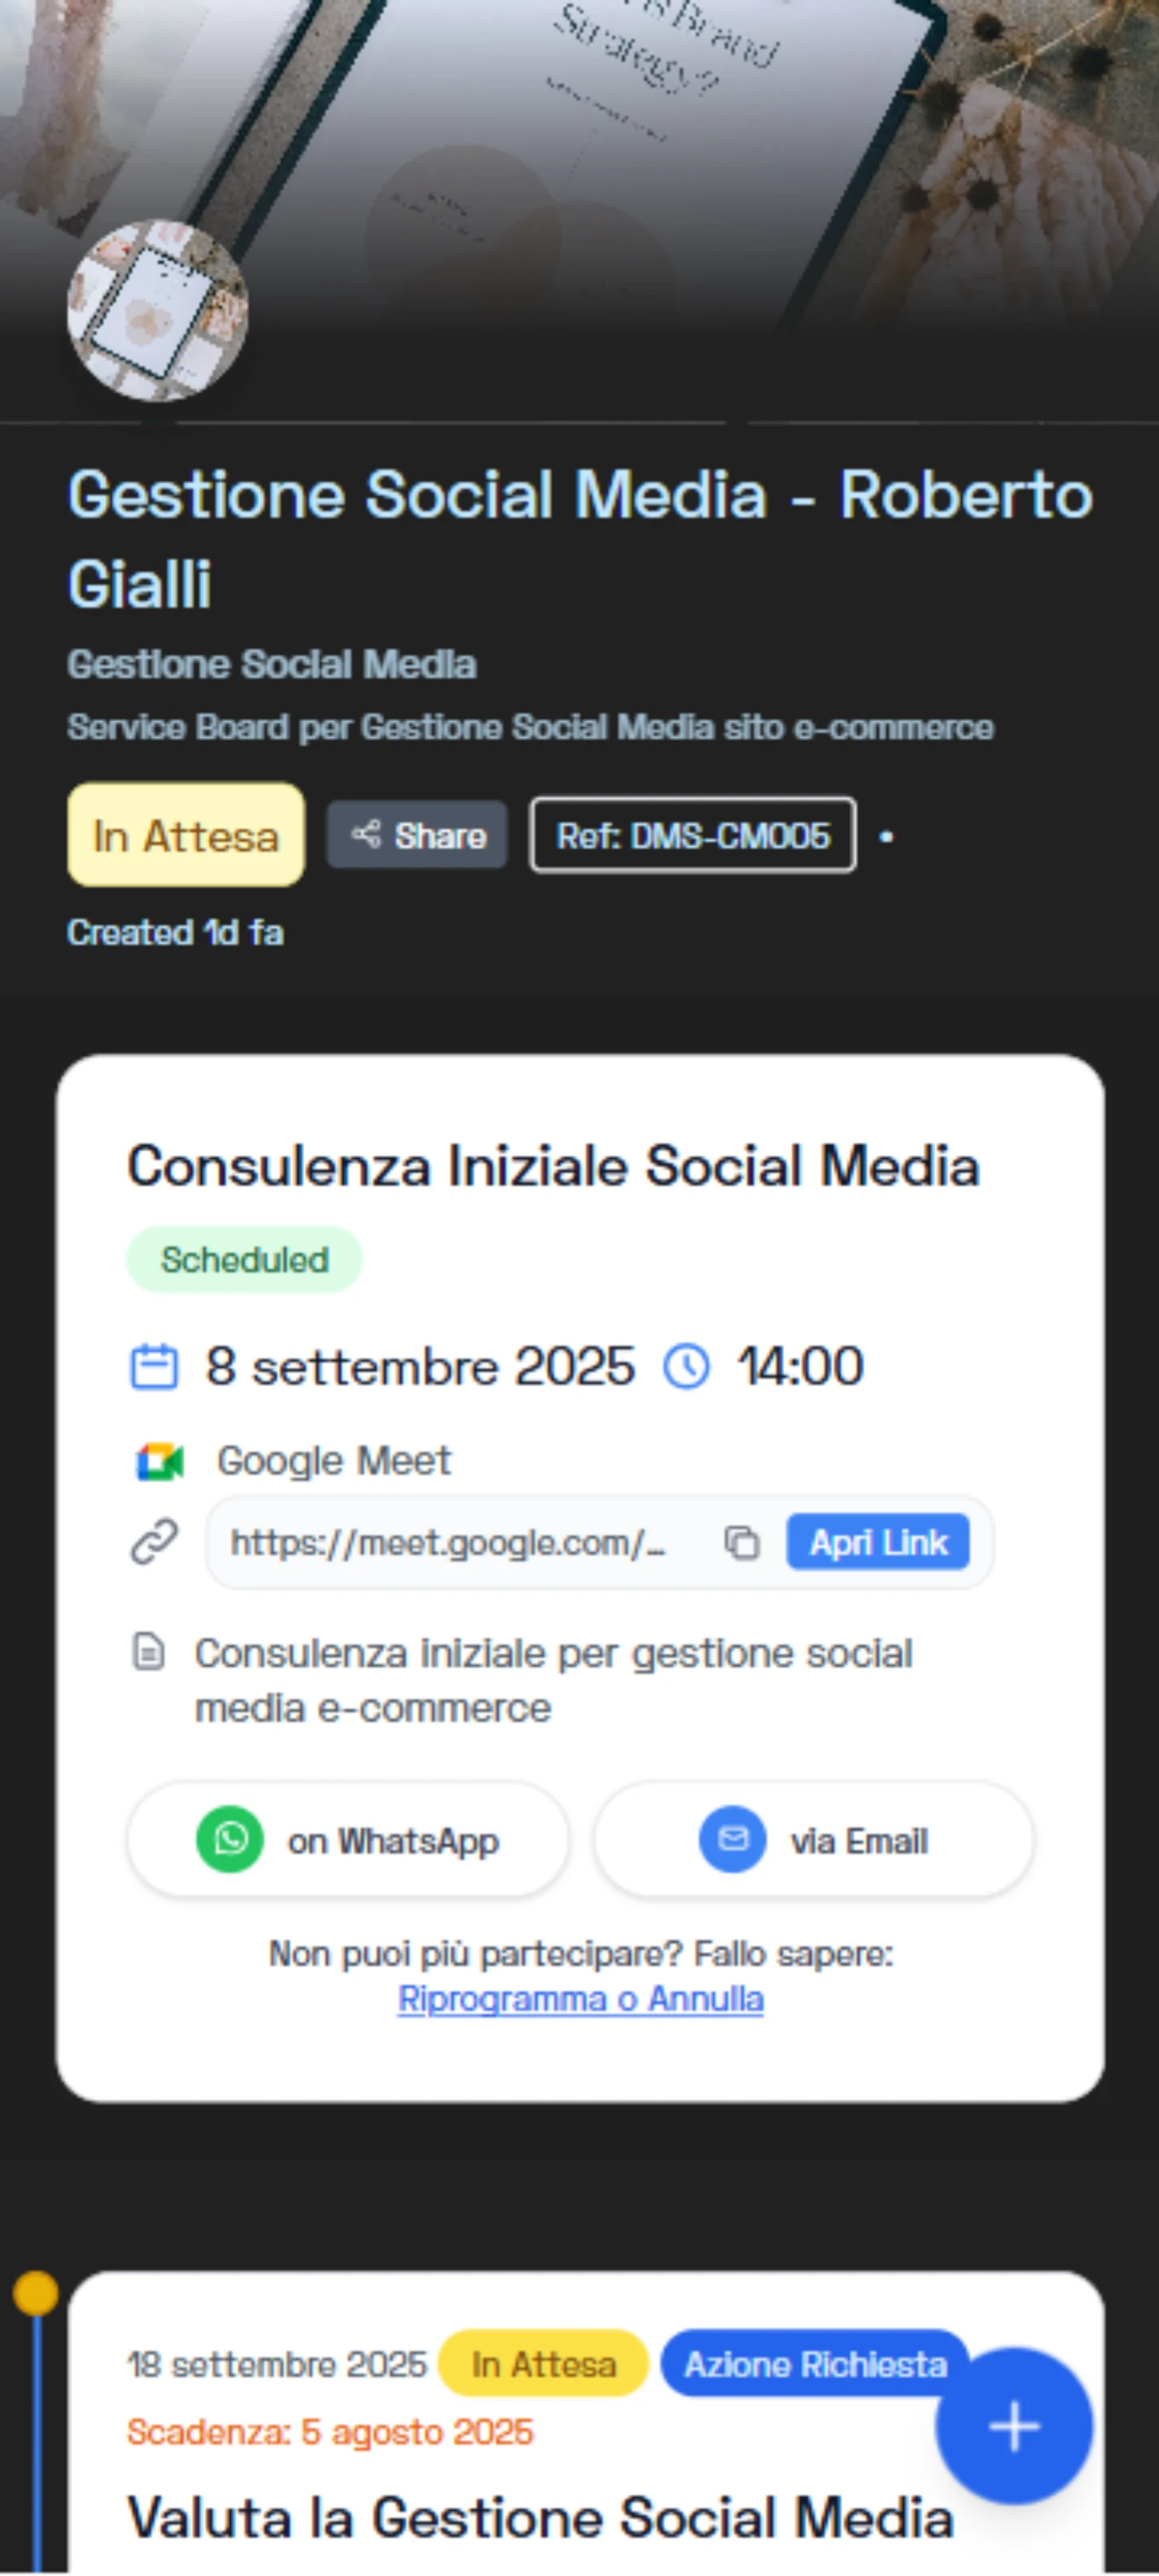 Brand
Strategy?
Gestione Social Media - Roberto
Gialli
Gestione Social Media
Service Board per Gestione Social Media sito e-commerce
In Attesa
Share
Ref: DMS-CM005 •
Created 1d fa
Consulenza Iniziale Social Media
Scheduled
8 settembre 2025 14:00
Google Meet
https://meet.google.com/...
Apri Link
Consulenza iniziale per gestione social
media e-commerce
on WhatsApp
via Email
Non puoi più partecipare? Fallo sapere:
Riprogramma o Annulla
18 settembre 2025 In Attesa Azione Richiesta
Scadenza: 5 agosto 2025
Valuta la Gestione Social Media